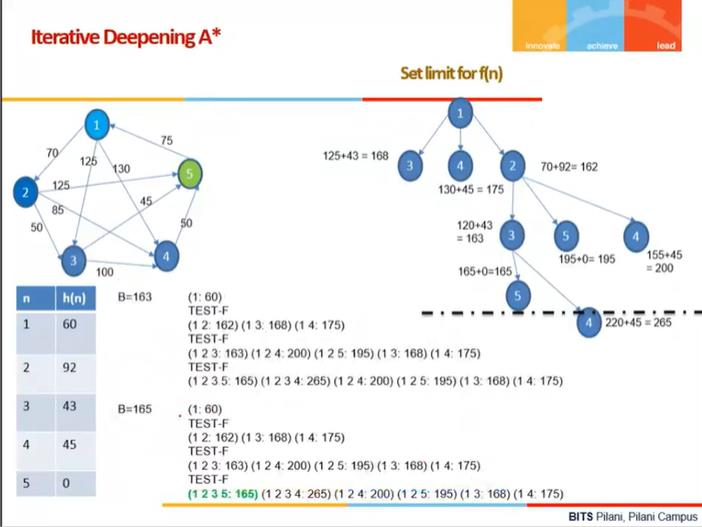 Iterative Deepening A*
innovate achieve lead
Set limit for f(n)
1
75
70
125
130
5
2
125
85
45
50
50
3
4
100
1
125+43 = 168
3
4
2
70+92= 162
130+45 = 175
120+43
= 163
3
5
4
195+0= 195
155+45
= 200
165+0=165
5
4
220+45 = 265
n h(n)
1 60
2 92
3 43
4 45
5 0
B=163
(1: 60)
TEST-F
(1 2: 162) (1 3: 168) (1 4: 175)
TEST-F
(1 2 3: 163) (1 2 4: 200) (1 2 5: 195) (1 3: 168) (1 4: 175)
TEST-F
(1 2 3 5: 165) (1 2 3 4: 265) (1 2 4: 200) (1 2 5: 195) (1 3: 168) (1 4: 175)
B=165
(1: 60)
TEST-F
(1 2: 162) (1 3: 168) (1 4: 175)
TEST-F
(1 2 3: 163) (1 2 4: 200) (1 2 5: 195) (1 3: 168) (1 4: 175)
TEST-F
(1 2 3 5: 165) (1 2 3 4: 265) (1 2 4: 200) (1 2 5: 195) (1 3: 168) (1 4: 175)
BITS Pilani, Pilani Campus